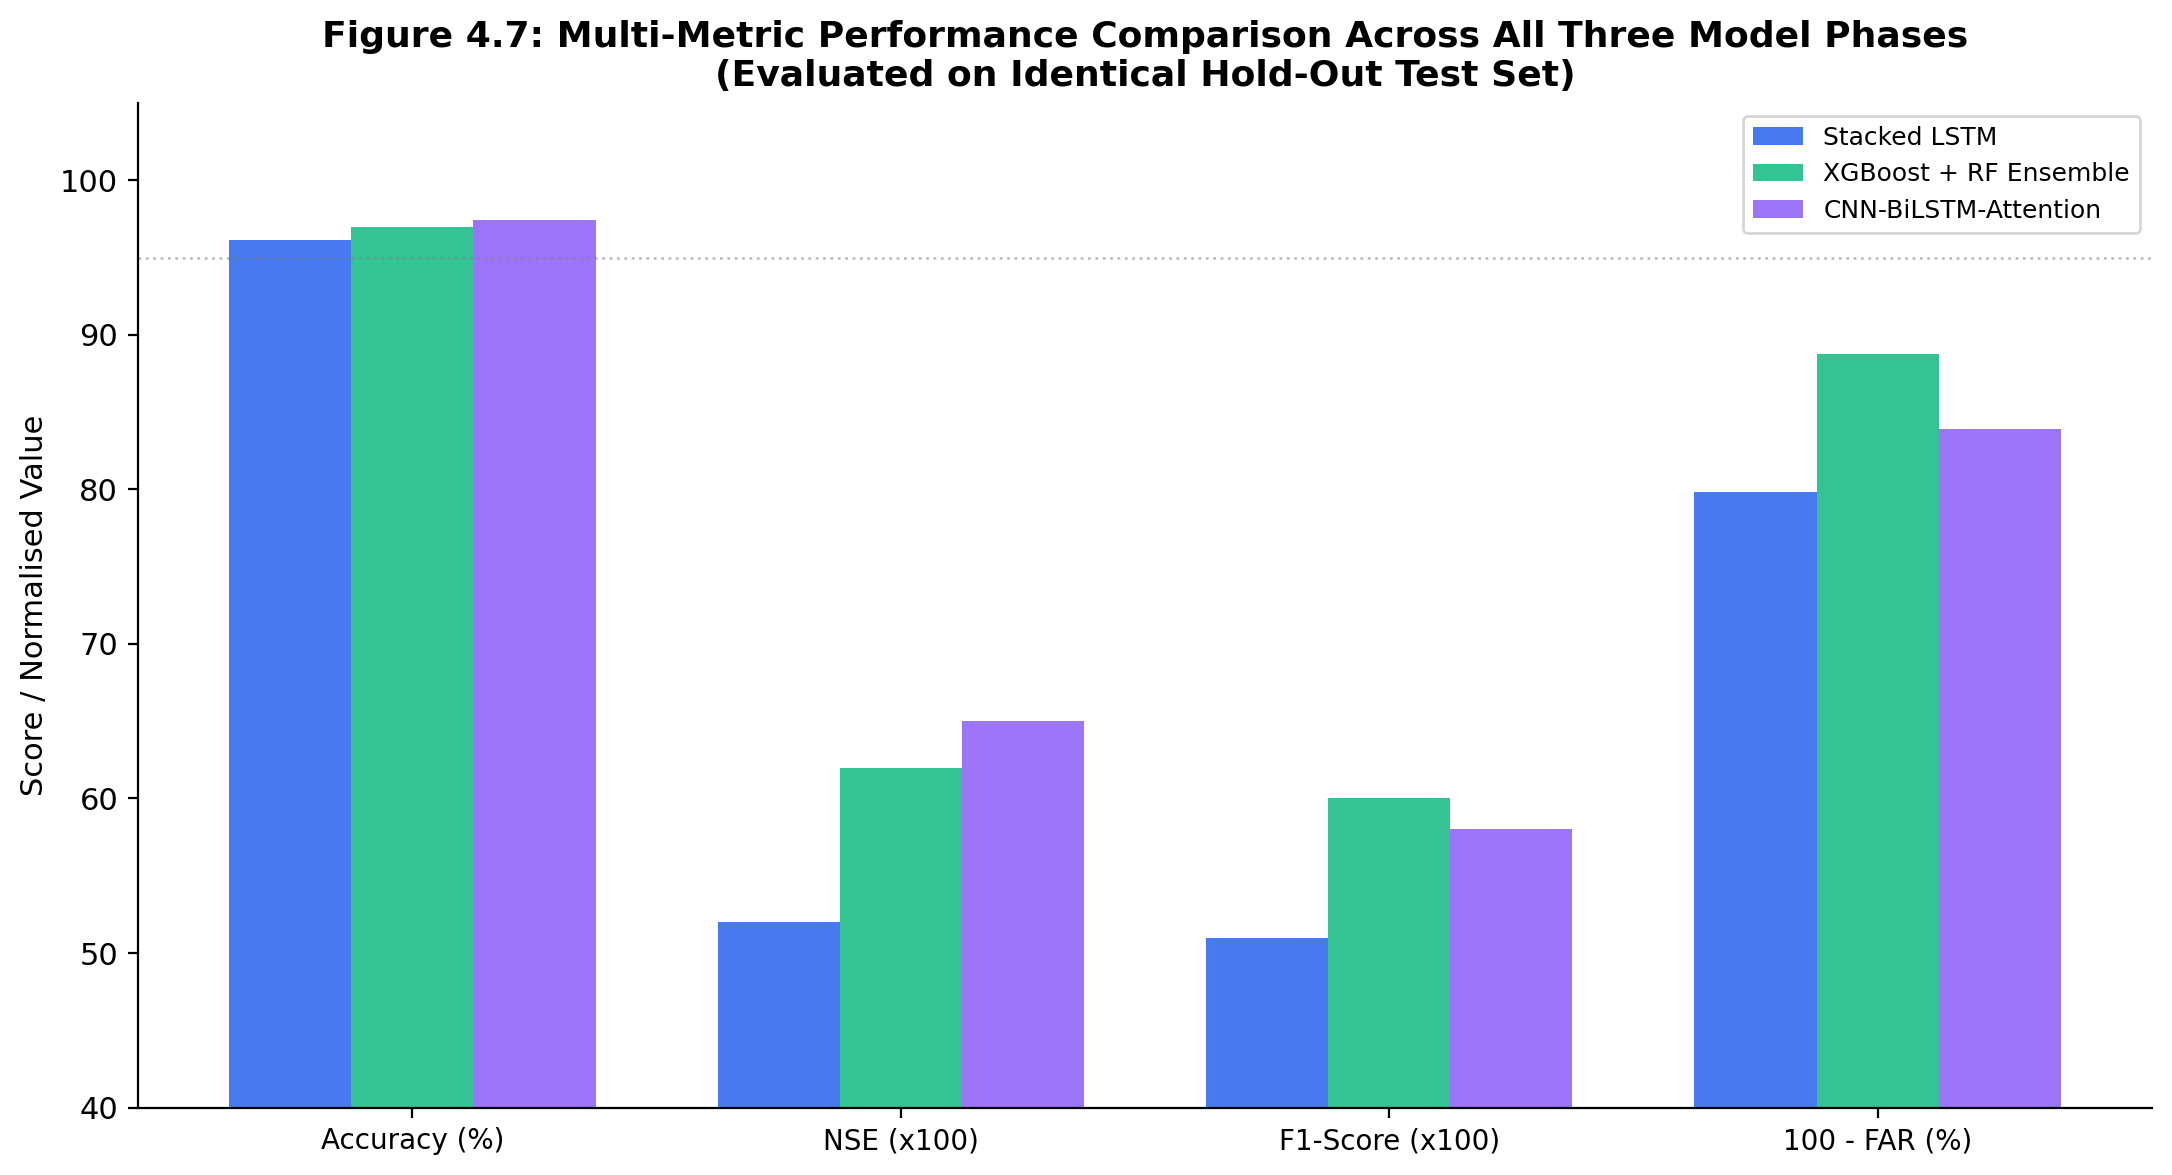 Figure 4.7: Multi-Metric Performance Comparison Across All Three Model Phases
(Evaluated on Identical Hold-Out Test Set)
Stacked LSTM
XGBoost + RF Ensemble
CNN-BiLSTM-Attention
Score / Normalised Value
100
90
80
70
60
50
40
Accuracy (%)
NSE (x100)
F1-Score (x100)
100 - FAR (%)